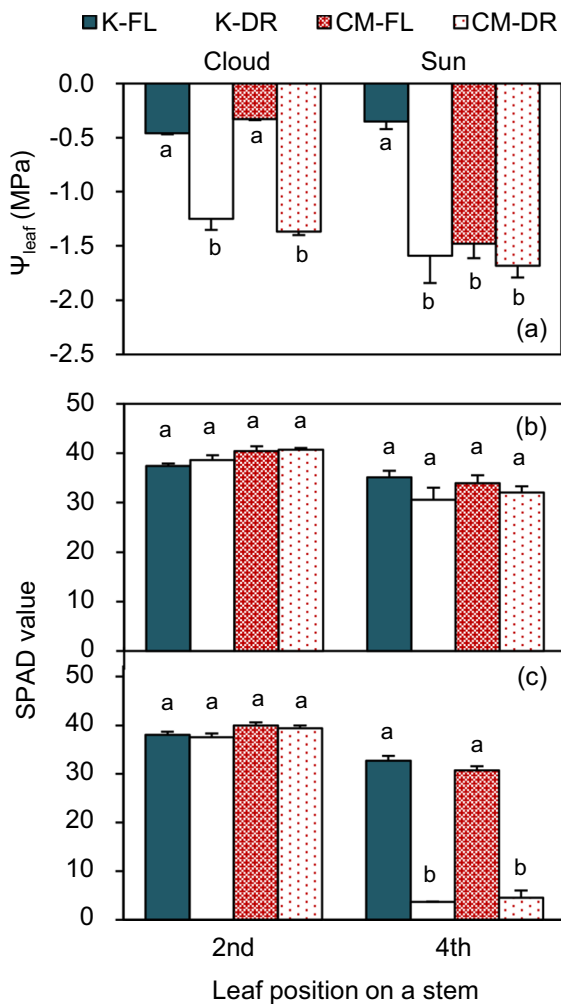 K-FL K-DR CM-FL CM-DR
Cloud Sun
0.0
-0.5
-1.0
-1.5
-2.0
-2.5
Ψleaf (MPa)
a b a b a b b b
(a)
50
40
30
20
10
0
a a a a a a a a
(b)
SPAD value
50
40
30
20
10
0
a a a a a b a b
(c)
2nd 4th
Leaf position on a stem